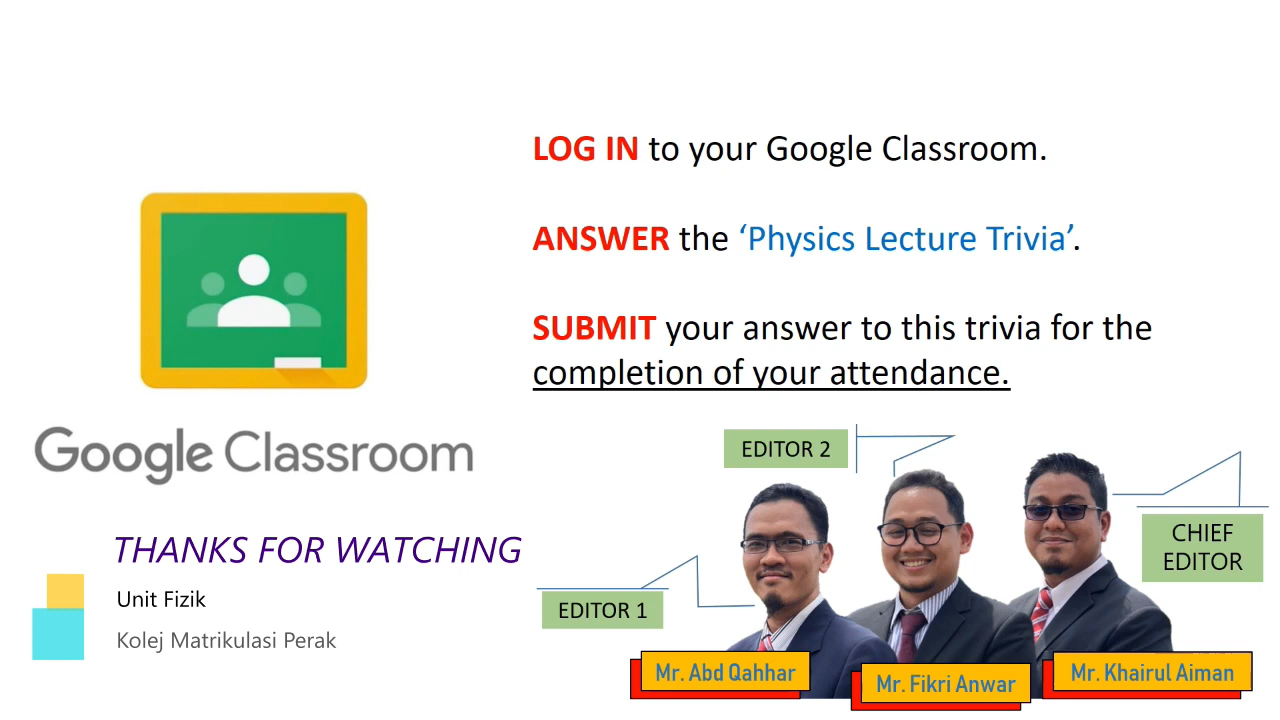 LOG IN to your Google Classroom.
ANSWER the ‘Physics Lecture Trivia’.
SUBMIT your answer to this trivia for the
completion of your attendance.
Google Classroom
THANKS FOR WATCHING
Unit Fizik
Kolej Matrikulasi Perak
EDITOR 2
CHIEF
EDITOR
EDITOR 1
Mr. Abd Qahhar
Mr. Fikri Anwar
Mr. Khairul Aiman